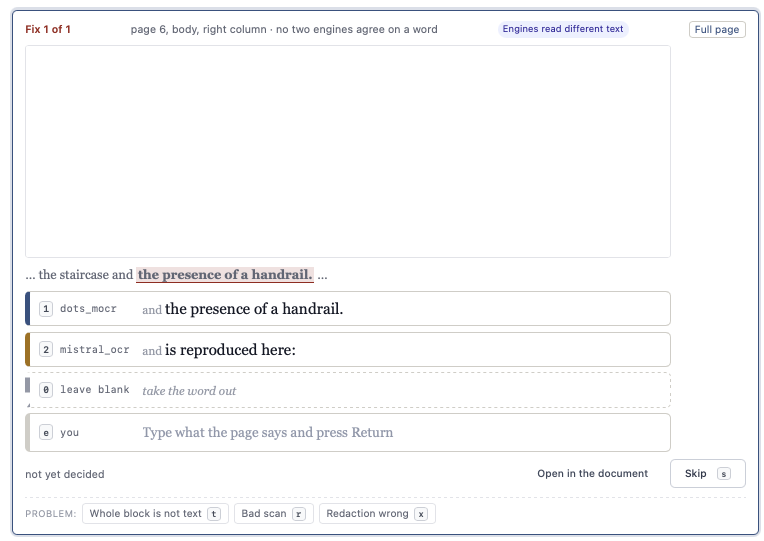 Fix 1 of 1 page 6, body, right column · no two engines agree on a word Engines read different text Full page
... the staircase and the presence of a handrail. ...
1 dots_mocr and the presence of a handrail.
2 mistral_ocr and is reproduced here:
0 leave blank take the word out
e you Type what the page says and press Return
not yet decided Open in the document Skip s
PROBLEM: Whole block is not text t Bad scan r Redaction wrong x